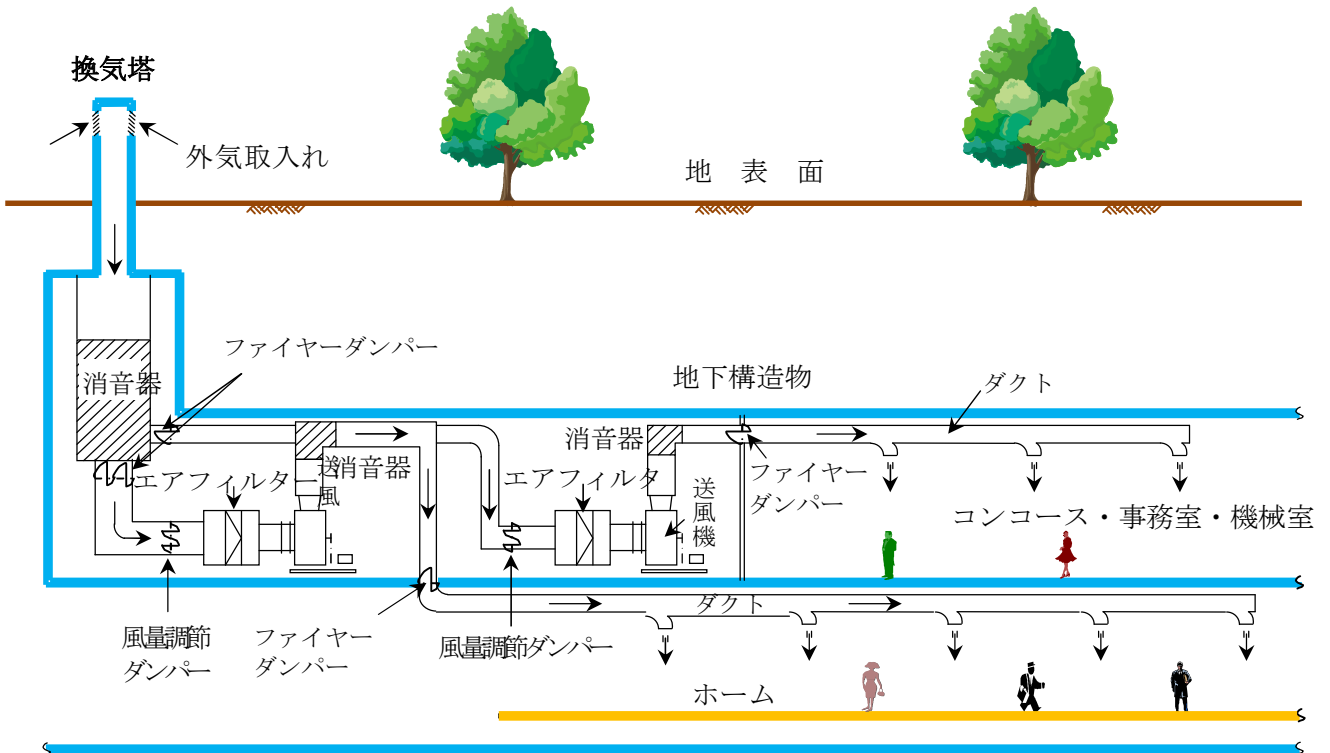 換気塔
外気取入れ
地 表 面
ファイヤーダンパー
消音器
地下構造物
ダクト
消音器
消音器
エアフィルター
送
風
エアフィルタ
ファイヤー
ダンパー
送
風
機
コンコース・事務室・機械室
ダクト
風量調節
ダンパー
ファイヤー
ダンパー
風量調節ダンパー
ホーム